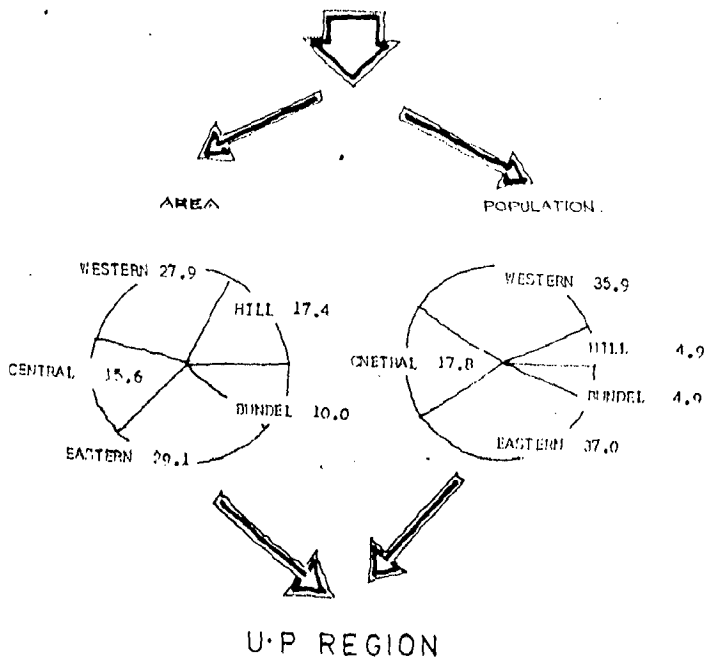 AREA
POPULATION
WESTERN 27.9
HILL 17.4
CENTRAL 15.6
BUNDEL 10.0
EASTERN 29.1
WESTERN 35.9
HILL 4.9
CNETRAL 17.8
BUNDEL 4.9
EASTERN 37.0
U.P REGION